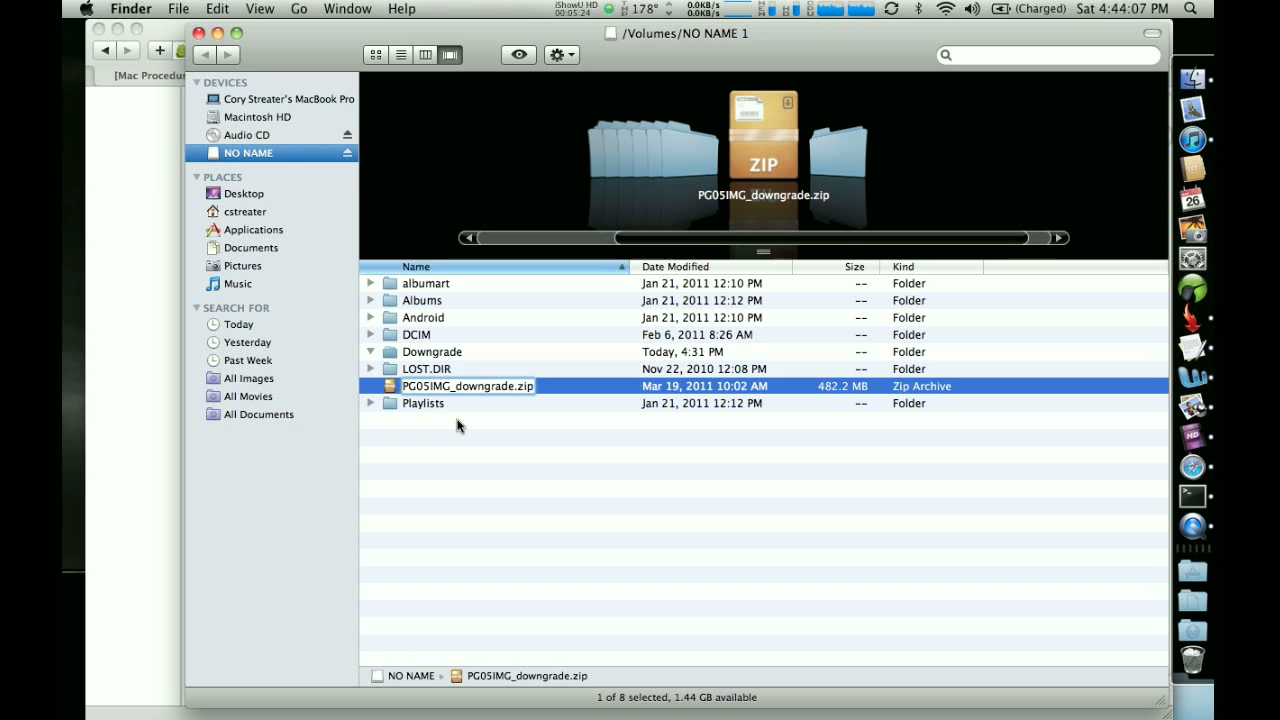 Finder File Edit View Go Window Help iShowU HD 00:05:24 178° 0.0KB/s 0.0KB/s (Charged) Sat 4:44:07 PM
/Volumes/NO NAME 1
[Mac Procedur
DEVICES
Cory Streater's MacBook Pro
Macintosh HD
Audio CD
NO NAME
PLACES
Desktop
cstreater
Applications
Documents
Pictures
Music
SEARCH FOR
Today
Yesterday
Past Week
All Images
All Movies
All Documents
ZIP
PG05IMG_downgrade.zip
Name Date Modified Size Kind
albumart Jan 21, 2011 12:10 PM -- Folder
Albums Jan 21, 2011 12:10 PM -- Folder
Android Jan 21, 2011 12:10 PM -- Folder
DCIM Feb 6, 2011 8:26 AM -- Folder
Downgrade Today, 4:31 PM -- Folder
LOST.DIR Nov 22, 2010 12:08 PM -- Folder
PG05IMG_downgrade.zip Mar 19, 2011 10:02 AM 482.2 MB Zip Archive
Playlists Jan 21, 2011 12:12 PM -- Folder
NO NAME PG05IMG_downgrade.zip
1 of 8 selected, 1.44 GB available
26
HD